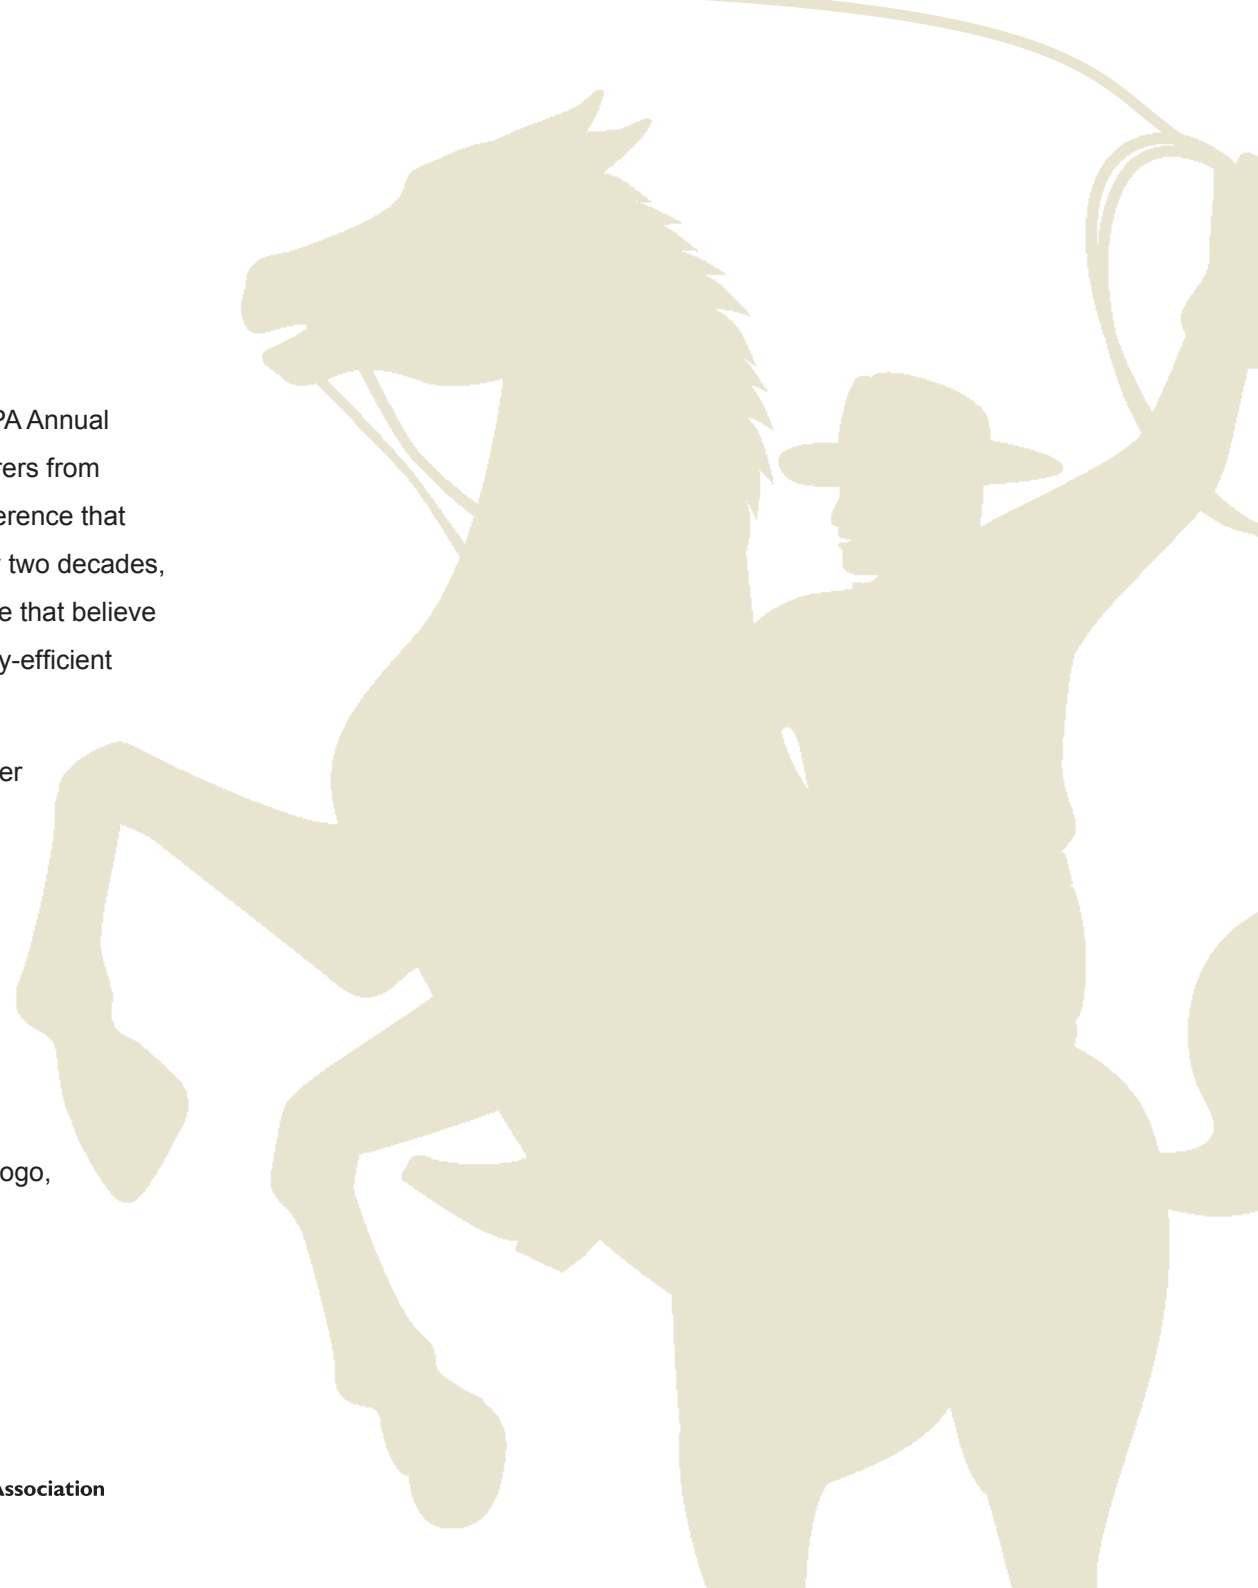 PA Annual
rers from
erence that
two decades,
e that believe
y-efficient
er
ogo,
Association